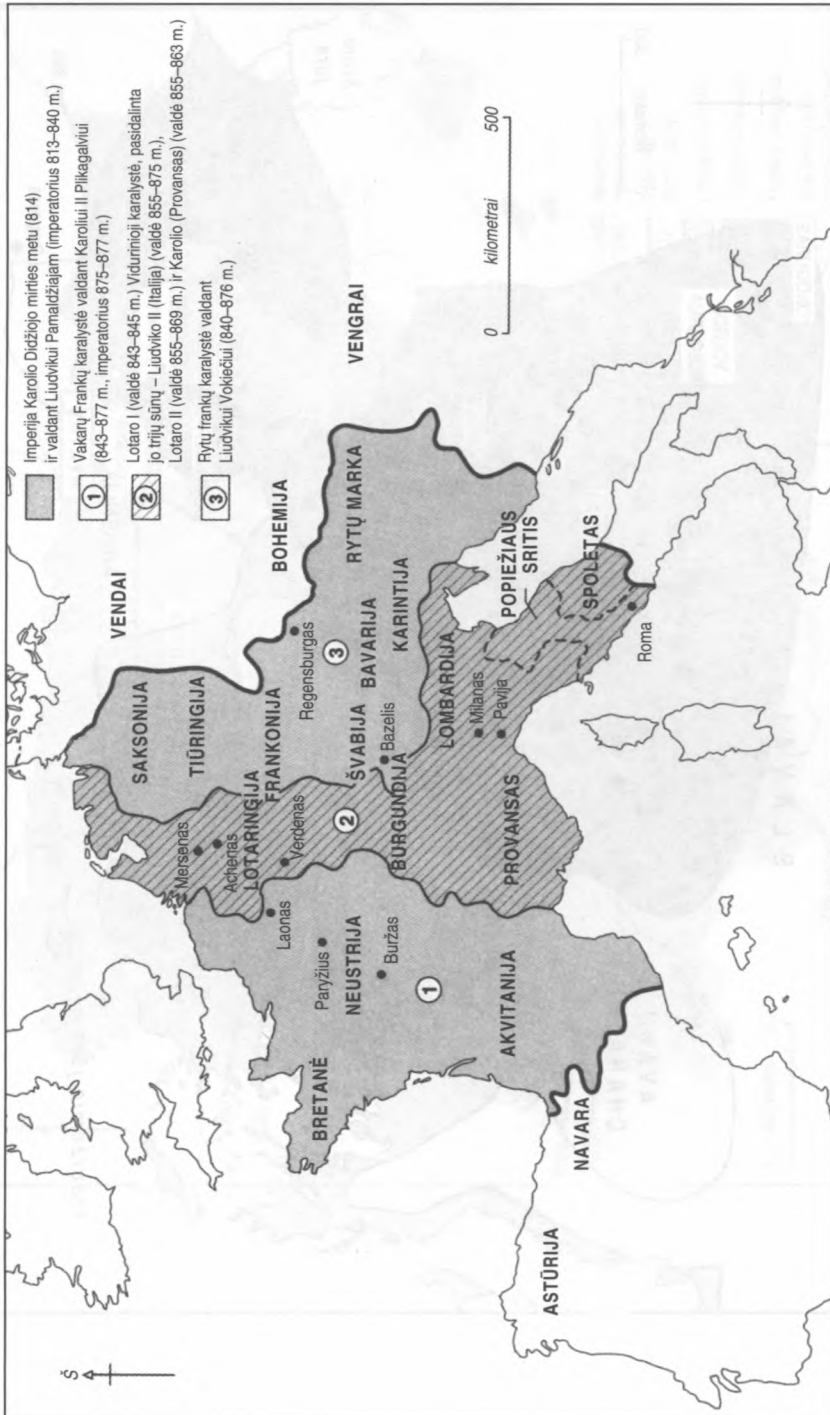 Imperija Karolio Didžiojo mirties metu (814)
ir valdant Liudvikui Pamaldžiajam (imperatorius 813–840 m.)
1
Vakarų Frankų karalystė valdant Karoliui II Plikagalviui
(843–877 m., imperatorius 875–877 m.)
2
Lotaro I (valdė 843–845 m.) Vidurinioji karalystė, pasidalinta
jo trijų sūnų – Liudviko II (Italija) (valdė 855–875 m.),
Lotaro II (valdė 855–869 m.) ir Karolio (Provansas) (valdė 855–863 m.)
3
Rytų frankų karalystė valdant
Liudvikui Vokiečiui (840–876 m.)
Š
VENDAI
SAKSONIJA
TIŪRINGIJA
BOHEMIJA
Mersenas
Achenas
LOTARINGIJA
FRANKONIJA
Regensburgas
Verdenas
Laonas
RYTŲ MARKA
VENGRAI
3
2
ŠVABIJA
BAVARIJA
Paryžius
BRETANĖ
NEUSTRIJA
Bazelis
KARINTIJA
Buržas
BURGUNDIJA
1
LOMBARDIJA
Milanas
Pavija
POPIEŽIAUS
SRITIS
AKVITANIJA
PROVANSAS
SPOLETAS
Roma
NAVARA
ASTŪRIJA
0 kilometrai 500